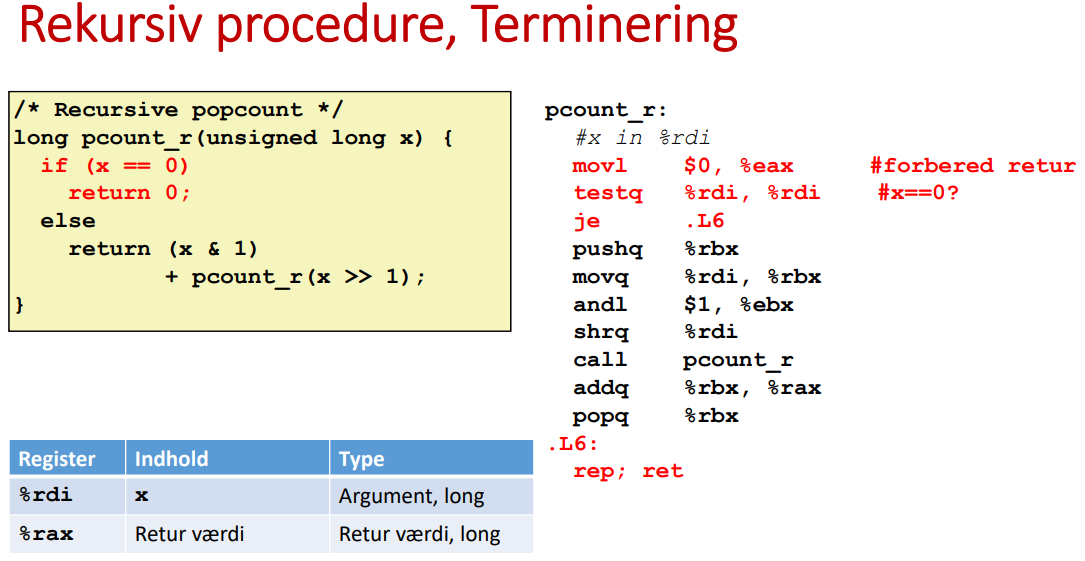 Rekursiv procedure, Terminering
/* Recursive popcount */
long pcount_r(unsigned long x) {
  if (x == 0)
    return 0;
  else
    return (x & 1)
           + pcount_r(x >> 1);
}
pcount_r:
  #x in %rdi
  movl    $0, %eax    #forbered retur
  testq   %rdi, %rdi    #x==0?
  je      .L6
  pushq   %rbx
  movq    %rdi, %rbx
  andl    $1, %ebx
  shrq    %rdi
  call    pcount_r
  addq    %rbx, %rax
  popq    %rbx
.L6:
  rep; ret
Register Indhold Type
%rdi x Argument, long
%rax Retur værdi Retur værdi, long